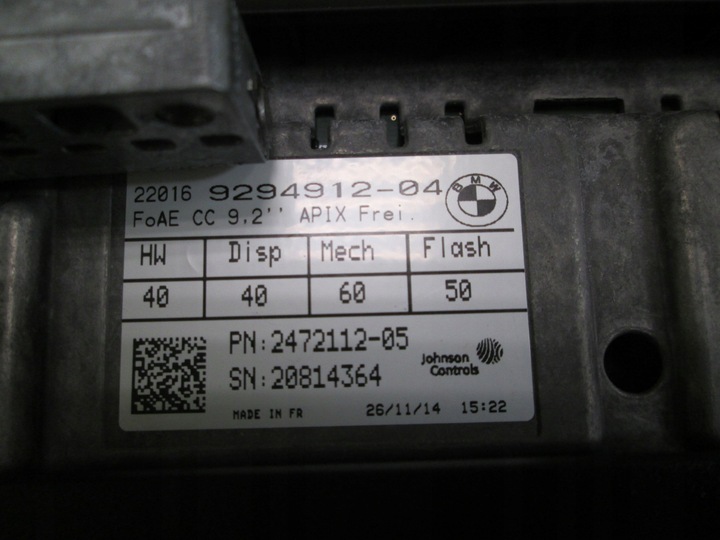 22016 9294912-04
BMW
FoAE CC 9.2'' APIX Frei.
HW Disp Mech Flash
40 40 60 50
PN:2472112-05
SN:20814364
Johnson
Controls
MADE IN FR 26/11/14 15:22